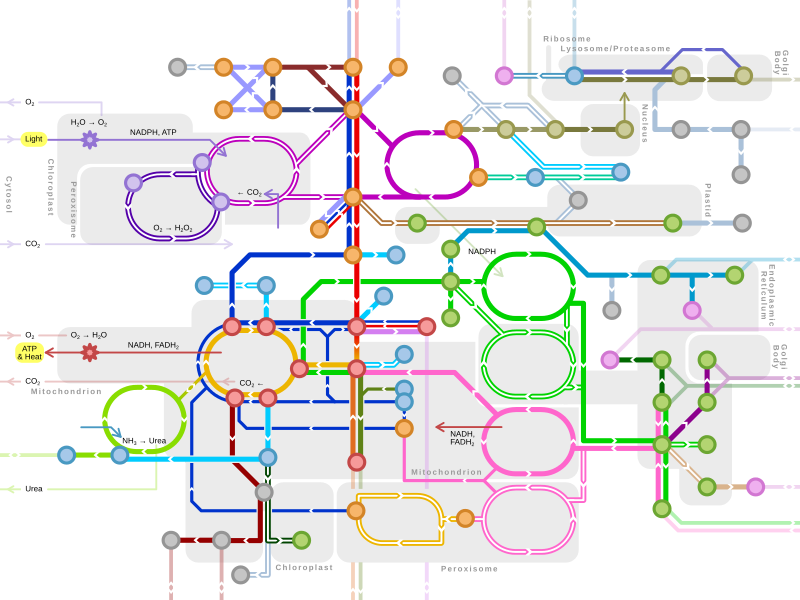 Ribosome
Lysosome/Proteasome
Golgi
Body
O₂
H₂O → O₂
Light
NADPH, ATP
Nucleus
Cytosol
Chloroplast
Peroxisome
← CO₂
Plastid
O₂ → H₂O₂
CO₂
NADPH
Endoplasmic
Reticulum
O₂
O₂ → H₂O
ATP
& Heat
NADH, FADH₂
Golgi
Body
CO₂
CO₂ ←
Mitochondrion
NH₃ → Urea
NADH,
FADH₂
Mitochondrion
Urea
Chloroplast
Peroxisome